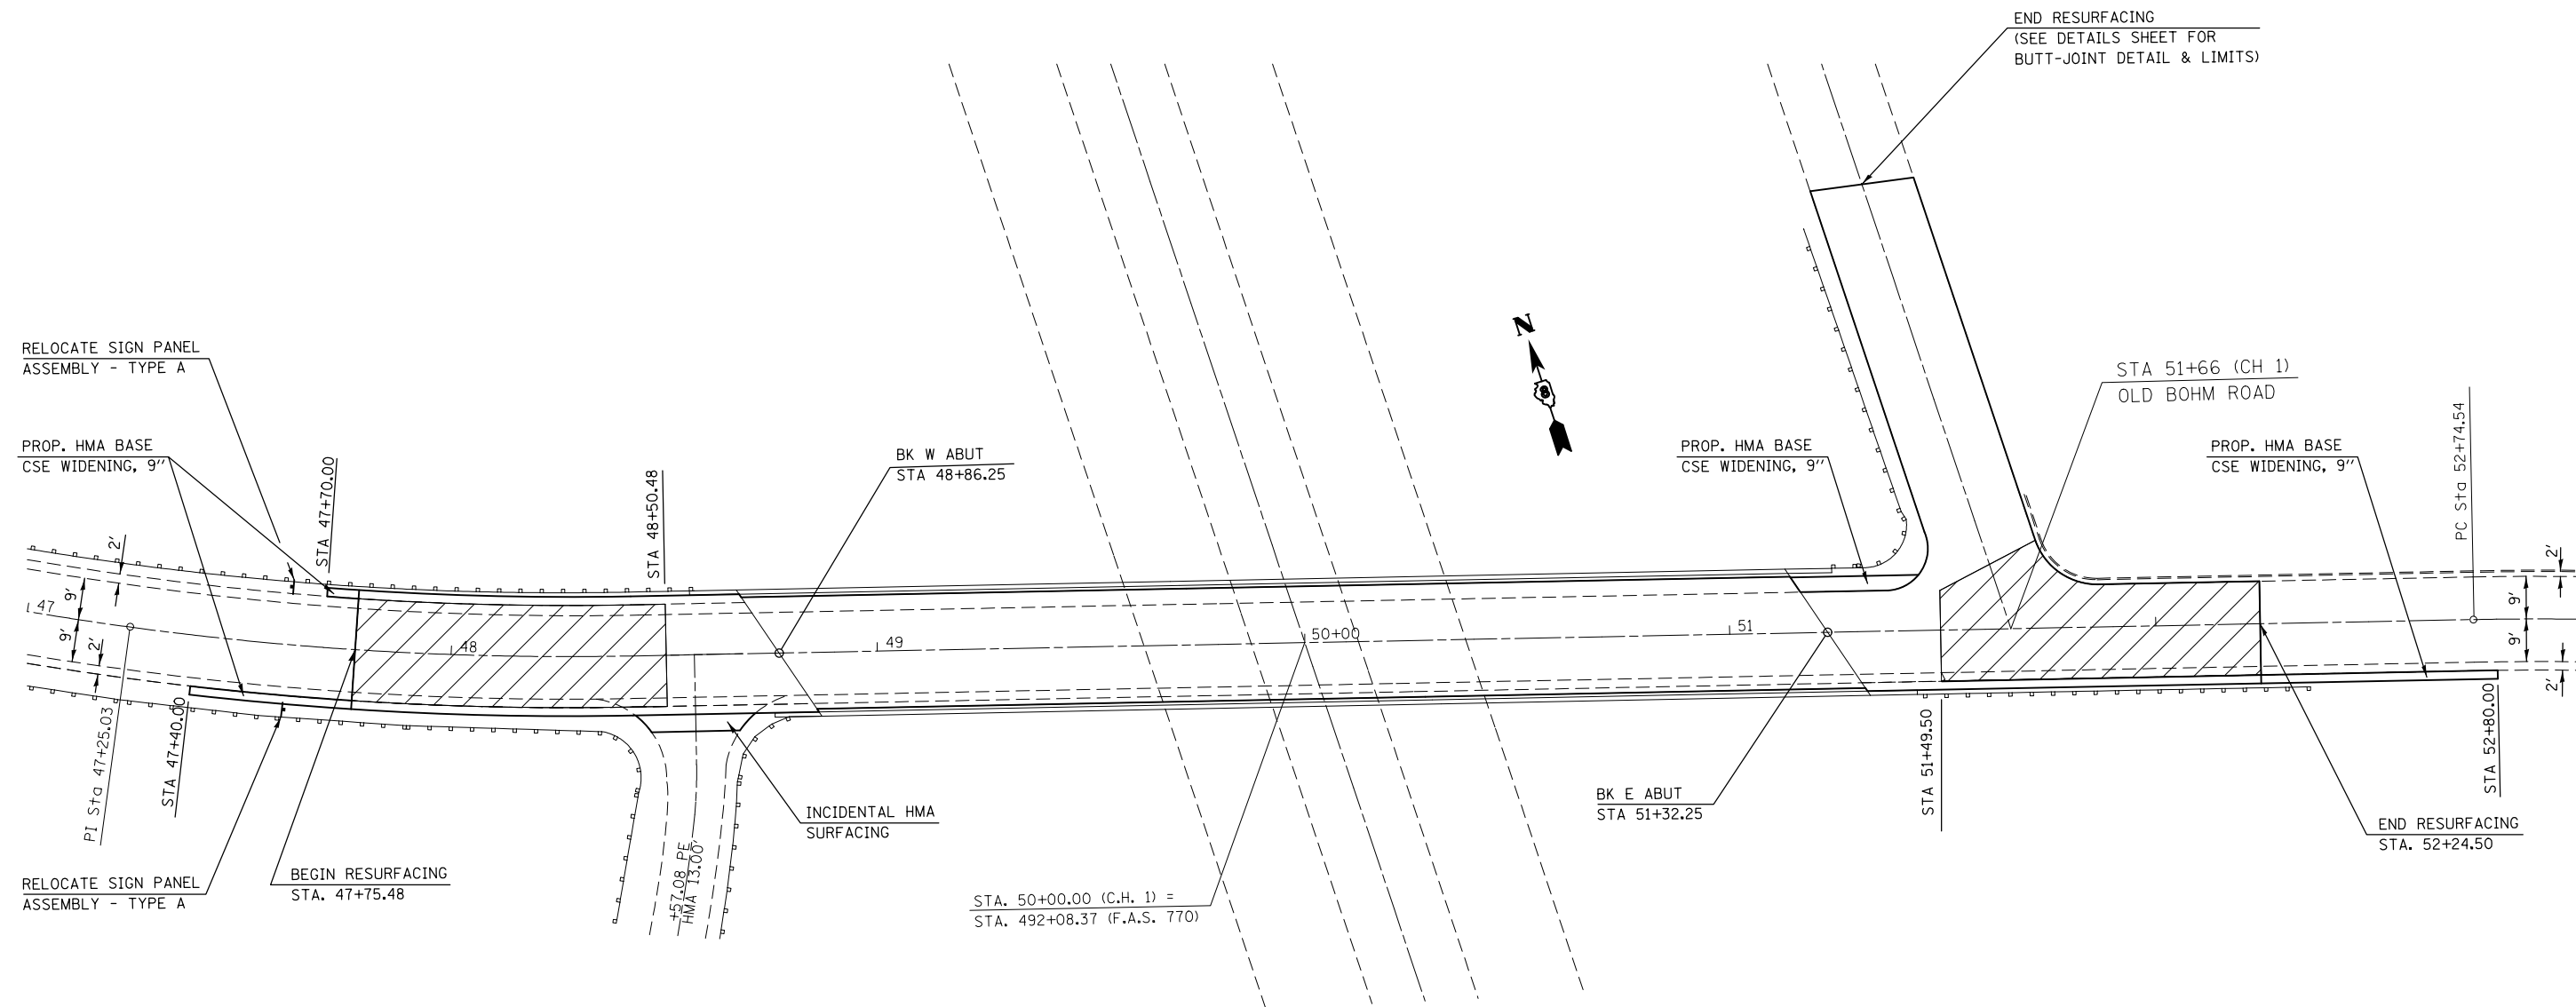 END RESURFACING
(SEE DETAILS SHEET FOR
BUTT-JOINT DETAIL & LIMITS)
N
RELOCATE SIGN PANEL
ASSEMBLY - TYPE A
STA 51+66 (CH 1)
OLD BOHM ROAD
PROP. HMA BASE
CSE WIDENING, 9"
STA 47+70.00
STA 48+50.48
BK W ABUT
STA 48+86.25
PROP. HMA BASE
CSE WIDENING, 9"
PROP. HMA BASE
CSE WIDENING, 9"
PC Sta 52+74.54
2'
9'
9'
2'
47
48
49
50+00
51
2'
9'
9'
2'
PI Sta 47+25.03
STA 47+40.00
STA 51+49.50
STA 52+80.00
INCIDENTAL HMA
SURFACING
BK E ABUT
STA 51+32.25
END RESURFACING
STA. 52+24.50
RELOCATE SIGN PANEL
ASSEMBLY - TYPE A
BEGIN RESURFACING
STA. 47+75.48
+57.08 PE
HMA 13.00'
STA. 50+00.00 (C.H. 1) =
STA. 492+08.37 (F.A.S. 770)